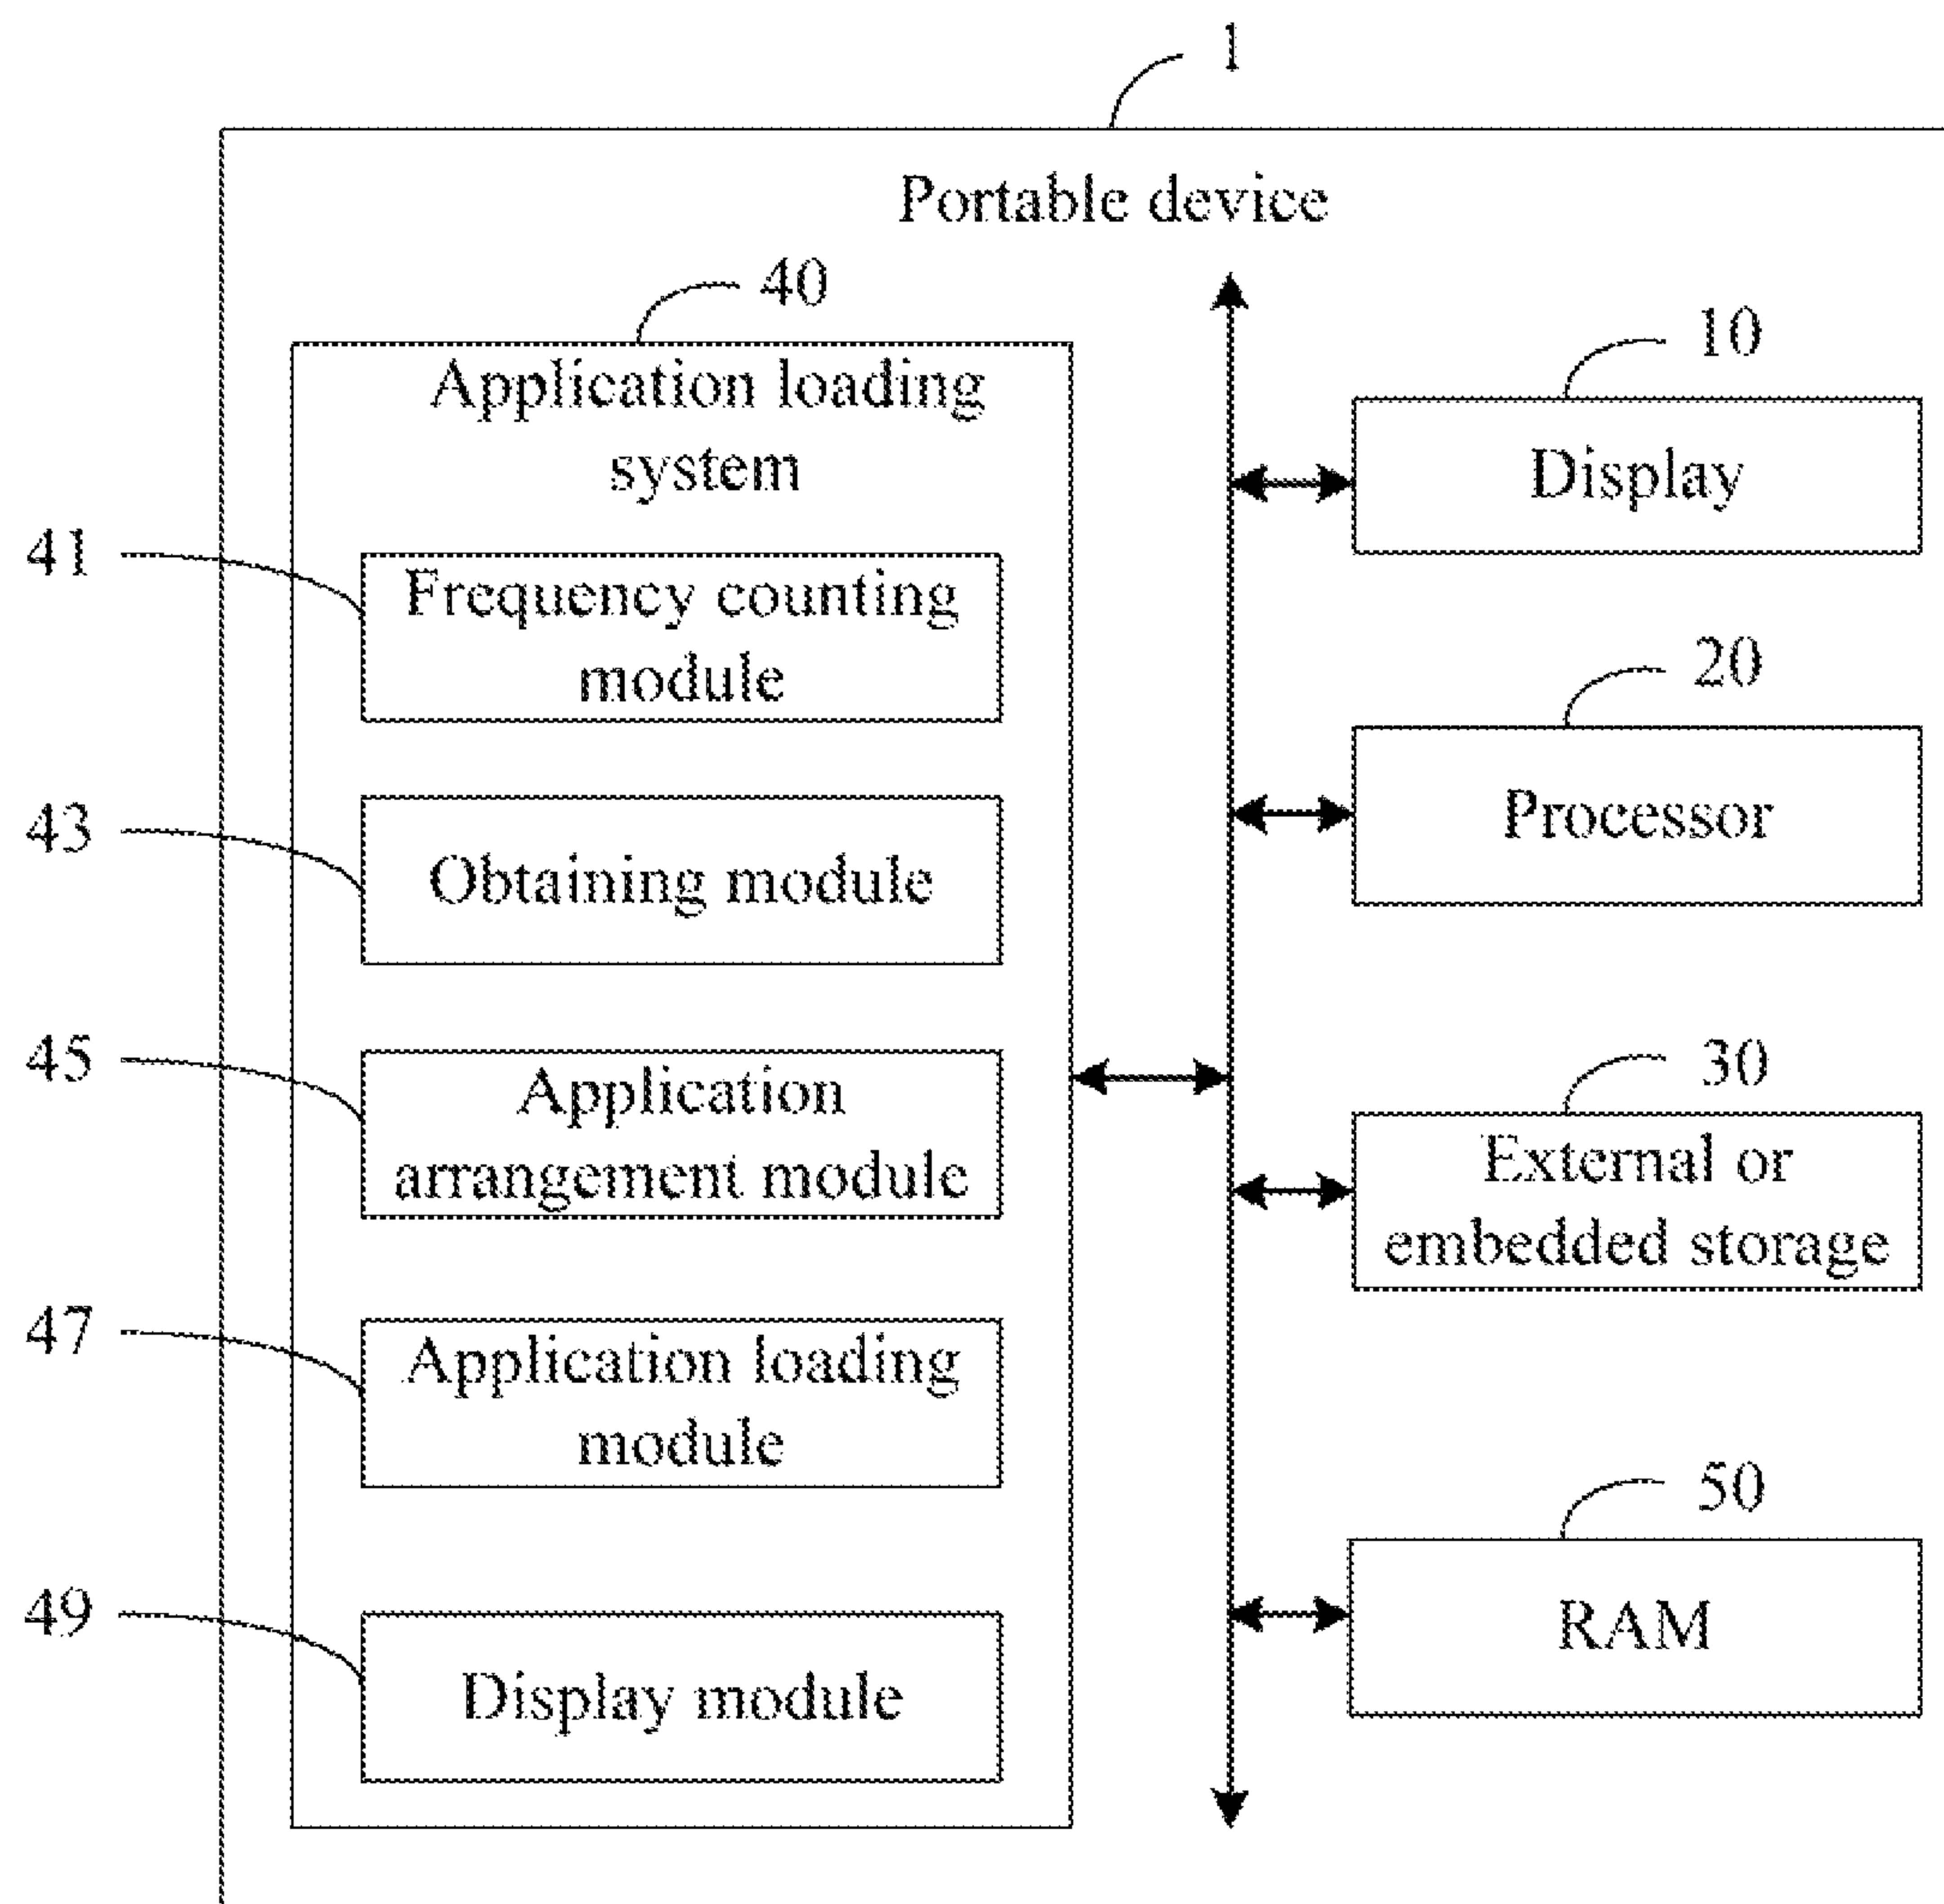 1
Portable device
40
Application loading
system
41
Frequency counting
module
43
Obtaining module
45
Application
arrangement module
47
Application loading
module
49
Display module
10
Display
20
Processor
30
External or
embedded storage
50
RAM